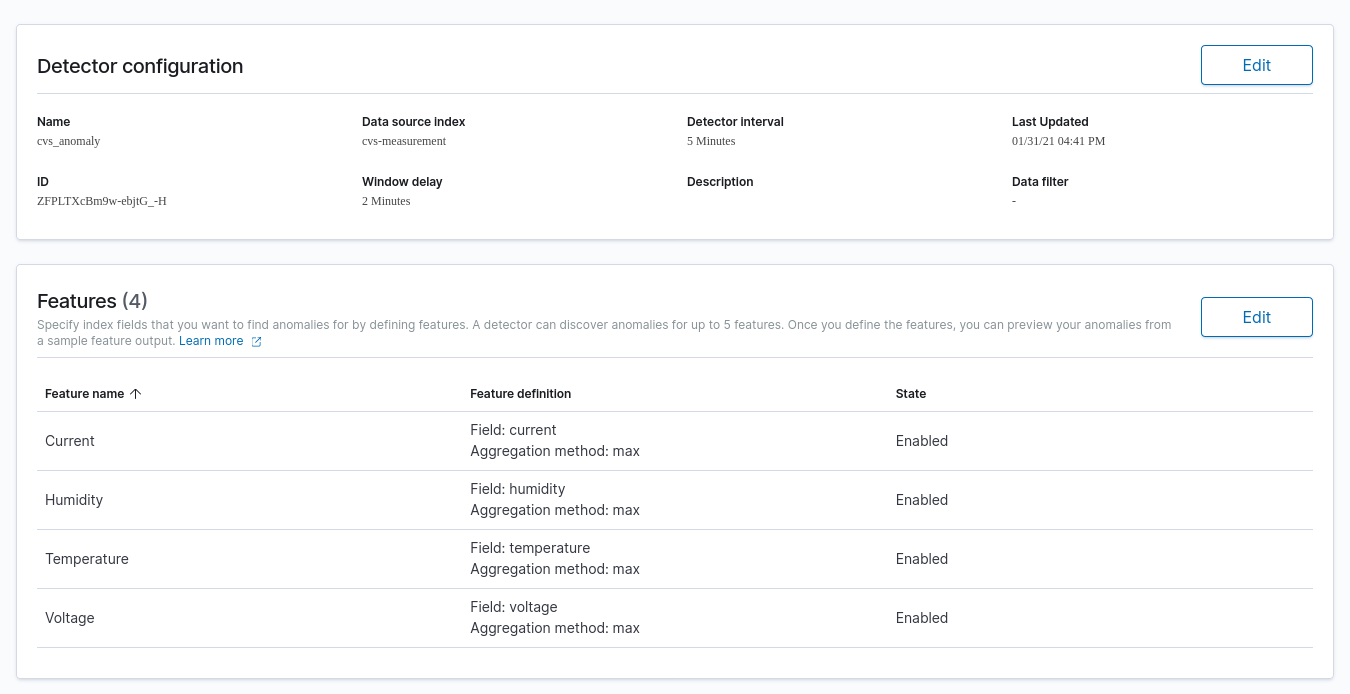 Detector configuration
Edit
Name
Data source index
Detector interval
Last Updated
cvs_anomaly
cvs-measurement
5 Minutes
01/31/21 04:41 PM
ID
Window delay
Description
Data filter
ZFPLTXcBm9w-ebjtG_-H
2 Minutes
-
Features (4)
Specify index fields that you want to find anomalies for by defining features. A detector can discover anomalies for up to 5 features. Once you define the features, you can preview your anomalies from
a sample feature output. Learn more
Edit
Feature name
Feature definition
State
Current
Field: current
Aggregation method: max
Enabled
Humidity
Field: humidity
Aggregation method: max
Enabled
Temperature
Field: temperature
Aggregation method: max
Enabled
Voltage
Field: voltage
Aggregation method: max
Enabled